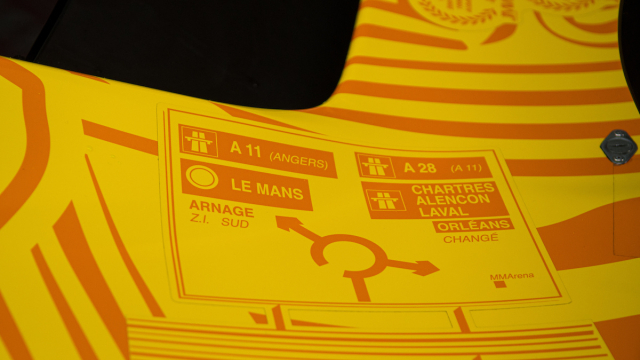 A 11 (ANGERS)
LE MANS
ARNAGE
Z.I. SUD
A 28 (A 11)
CHARTRES
ALENCON
LAVAL
ORLÉANS
CHANGÉ
MMArena